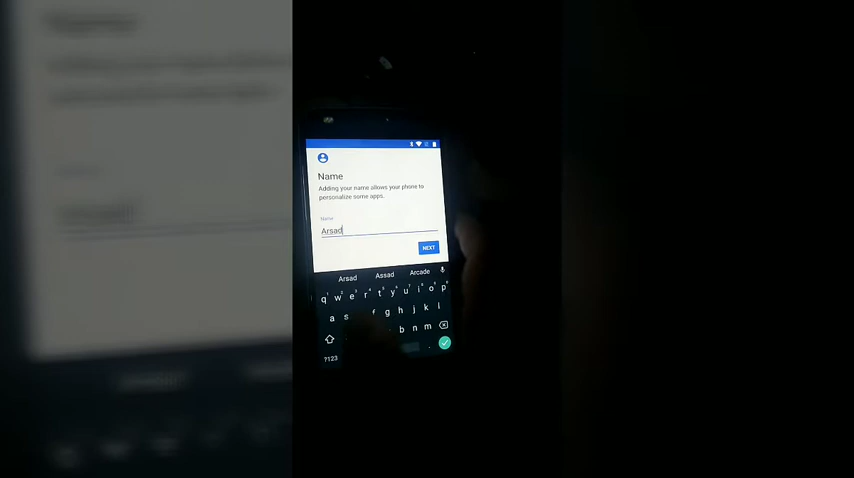 Name
Adding your name allows your phone to
personalize some apps.
Name
Arsad
NEXT
Arsad Assad Arcade
q w e r t y u i o p
a s f g h j k l
b n m
?123 .